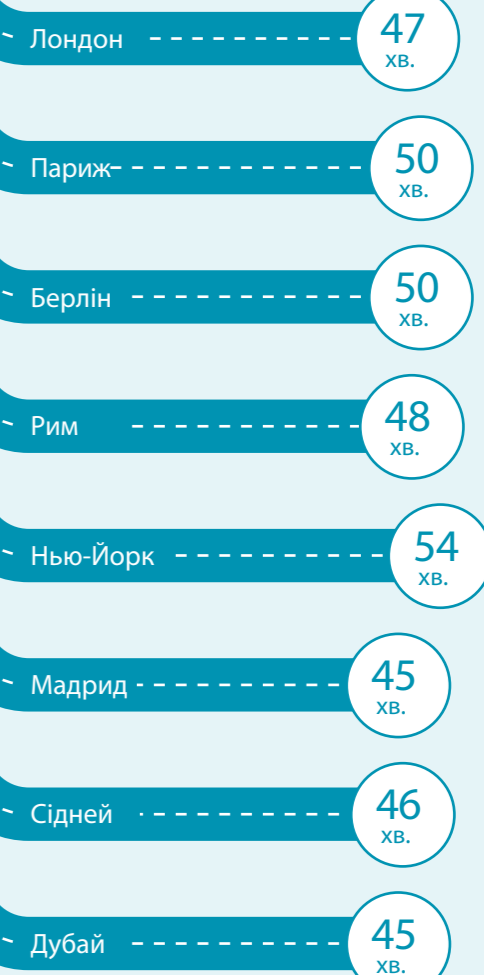 Лондон
47
хв.
Париж
50
хв.
Берлін
50
хв.
Рим
48
хв.
Нью-Йорк
54
хв.
Мадрид
45
хв.
Сідней
46
хв.
Дубай
45
хв.